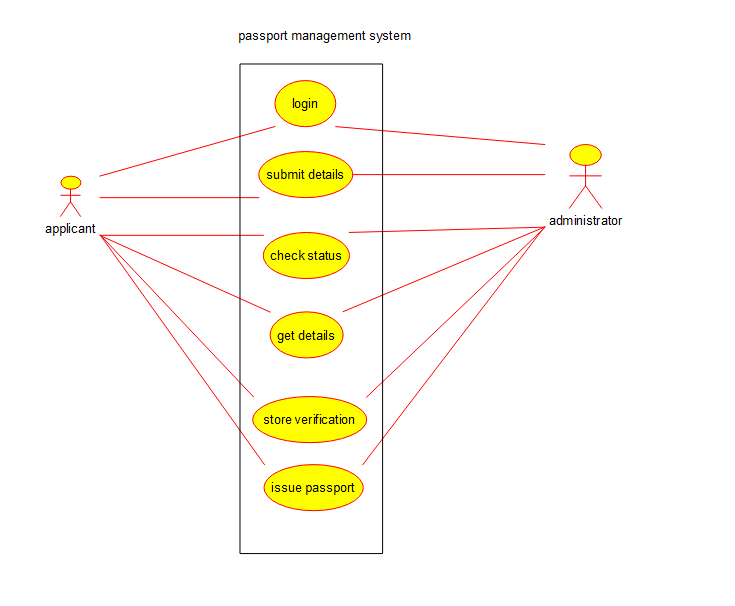 passport management system
login
submit details
applicant
administrator
check status
get details
store verification
issue passport